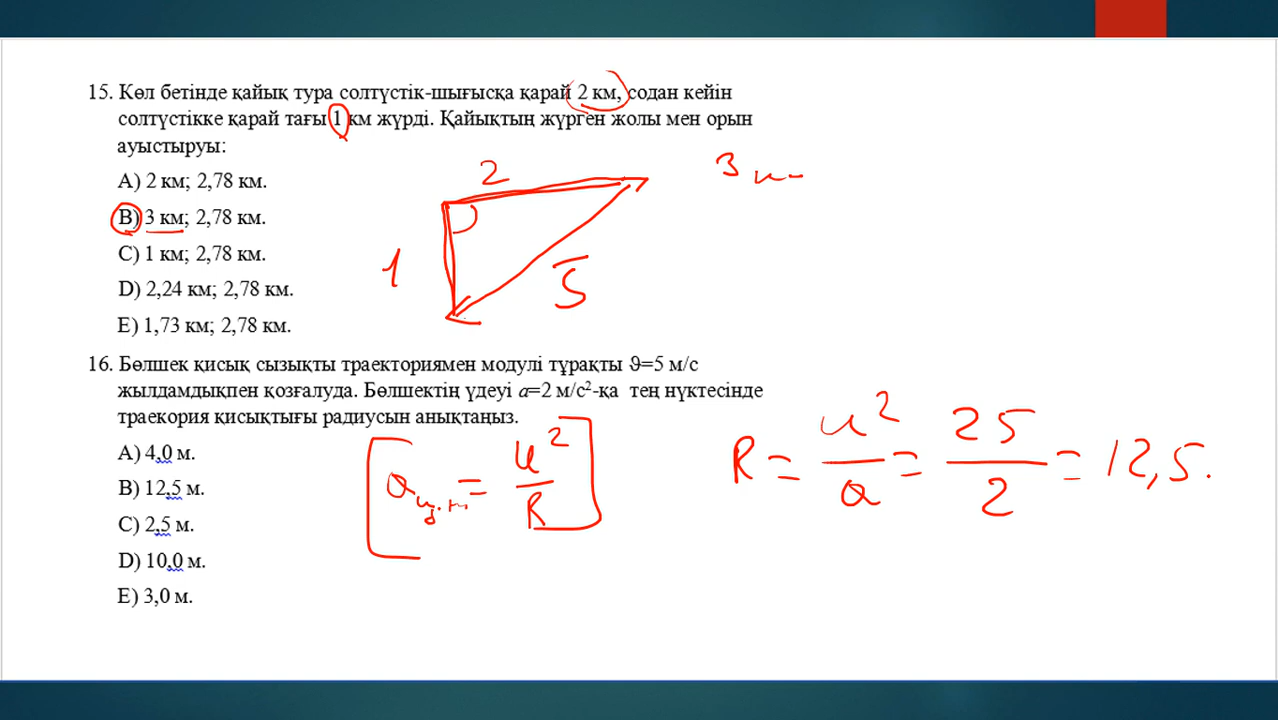 15. Көл бетінде қайық тура солтүстік-шығысқа қарай 2 км, содан кейін
солтүстікке қарай тағы 1 км жүрді. Қайықтың жүрген жолы мен орын
ауыстыруы:
A) 2 км; 2,78 км.
B) 3 км; 2,78 км.
C) 1 км; 2,78 км.
D) 2,24 км; 2,78 км.
E) 1,73 км; 2,78 км.
2
3 км
1
5
16. Бөлшек қисық сызықты траекториямен модулі тұрақты ϑ=5 м/с
жылдамдықпен қозғалуда. Бөлшектің үдеуі a=2 м/с²-қа тең нүктесінде
траекория қисықтығы радиусын анықтаңыз.
A) 4,0 м.
B) 12,5 м.
C) 2,5 м.
D) 10,0 м.
E) 3,0 м.
a = u²/R
R = u²/a = 25/2 = 12,5.